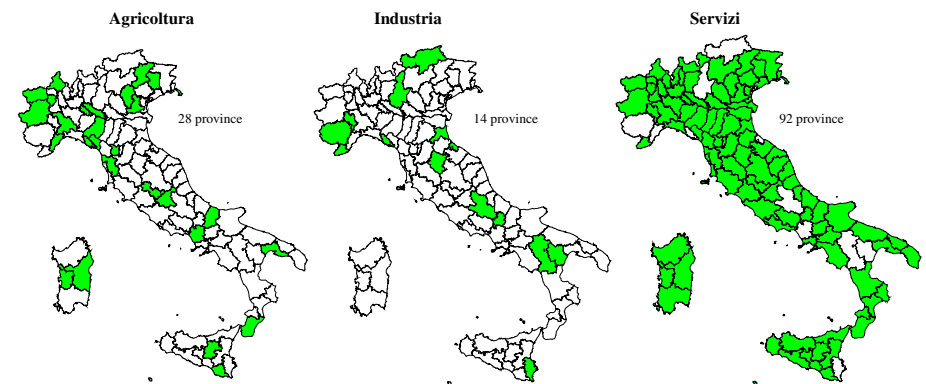 Agricoltura
Industria
Servizi
28 province
14 province
92 province